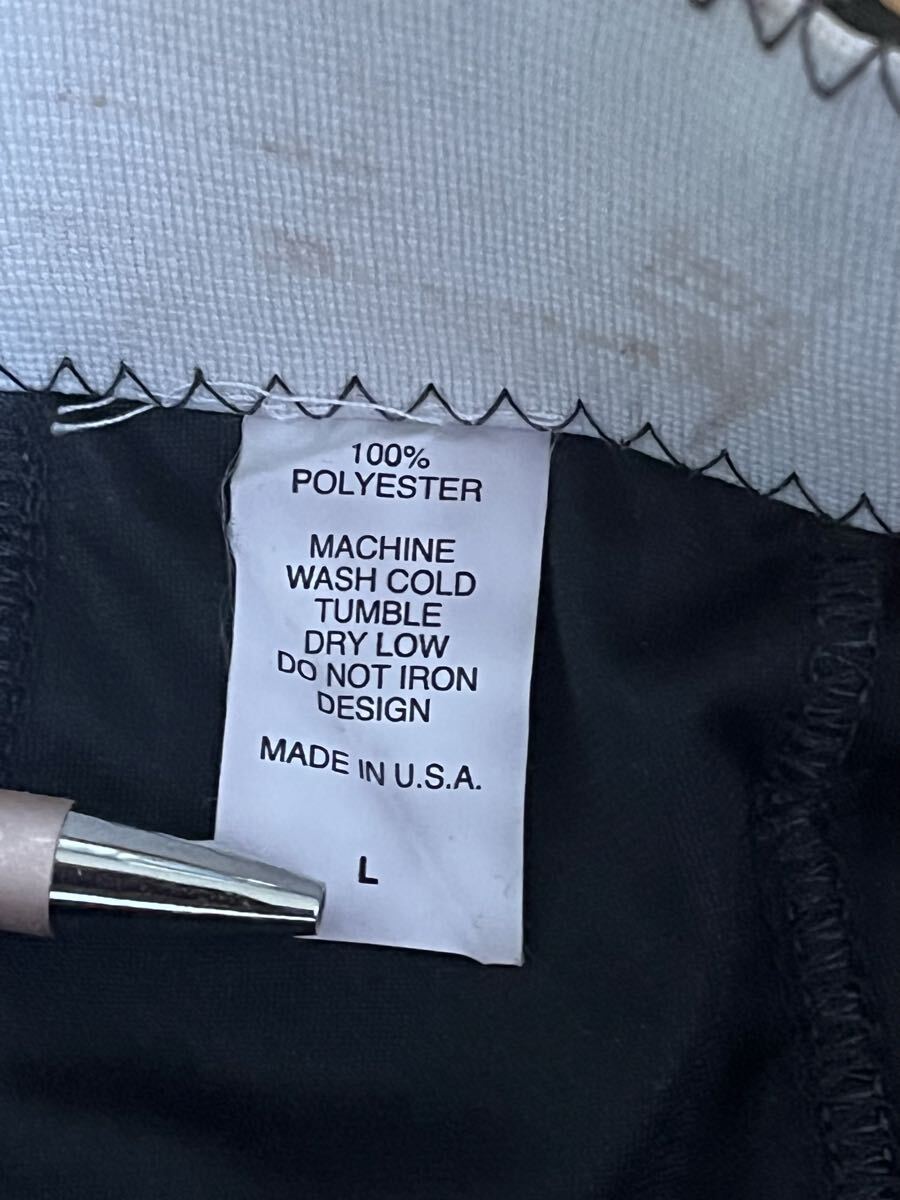 100%
POLYESTER
MACHINE
WASH COLD
TUMBLE
DRY LOW
DO NOT IRON
DESIGN
MADE IN U.S.A.
L